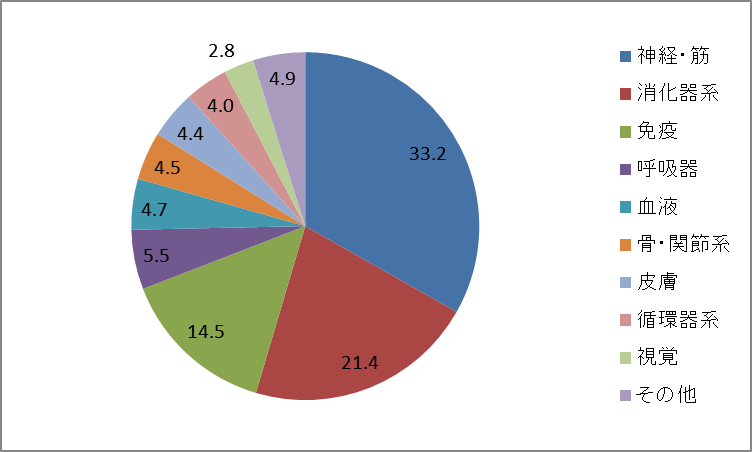 2.8
4.9
4.0
4.4
4.5
4.7
5.5
14.5
21.4
33.2
神経・筋
消化器系
免疫
呼吸器
血液
骨・関節系
皮膚
循環器系
視覚
その他